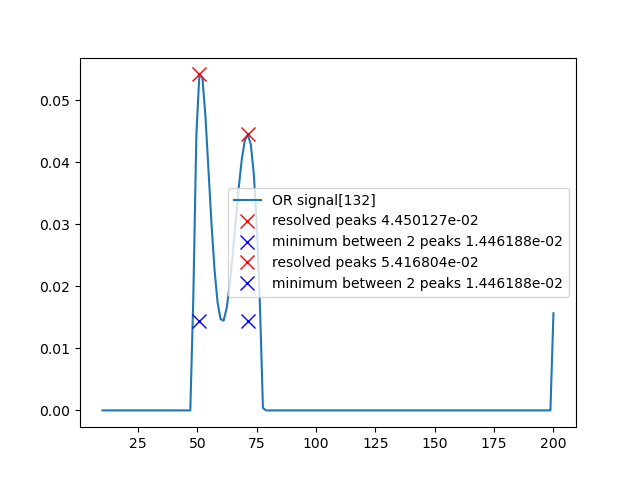 0.05
0.04
0.03
0.02
0.01
0.00
OR signal[132]
resolved peaks 4.450127e-02
minimum between 2 peaks 1.446188e-02
resolved peaks 5.416804e-02
minimum between 2 peaks 1.446188e-02
25 50 75 100 125 150 175 200